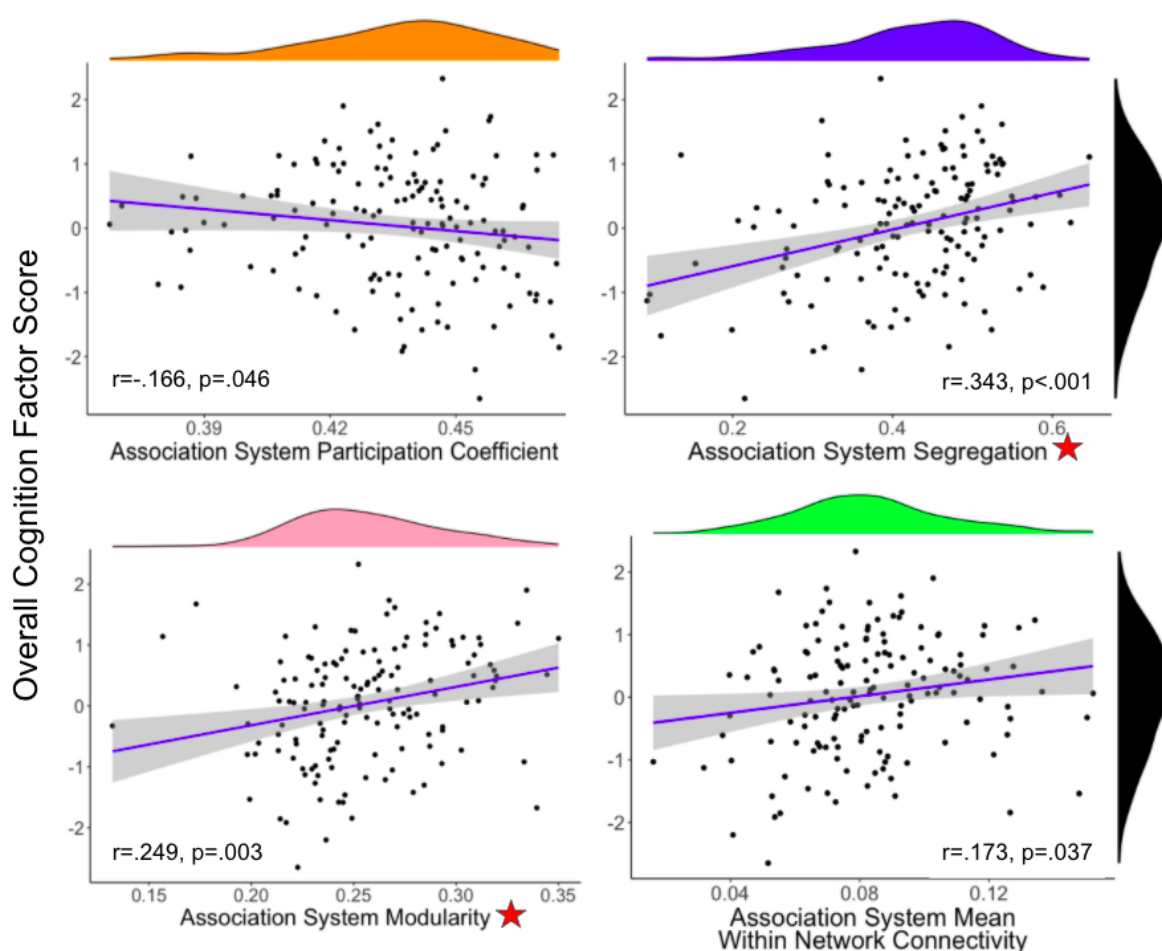 Overall Cognition Factor Score
2
1
0
-1
-2
r=-.166, p=.046
0.39 0.42 0.45
Association System Participation Coefficient
2
1
0
-1
-2
r=.343, p<.001
0.2 0.4 0.6
Association System Segregation
2
1
0
-1
-2
r=.249, p=.003
0.15 0.20 0.25 0.30 0.35
Association System Modularity
2
1
0
-1
-2
r=.173, p=.037
0.04 0.08 0.12
Association System Mean
Within Network Connectivity